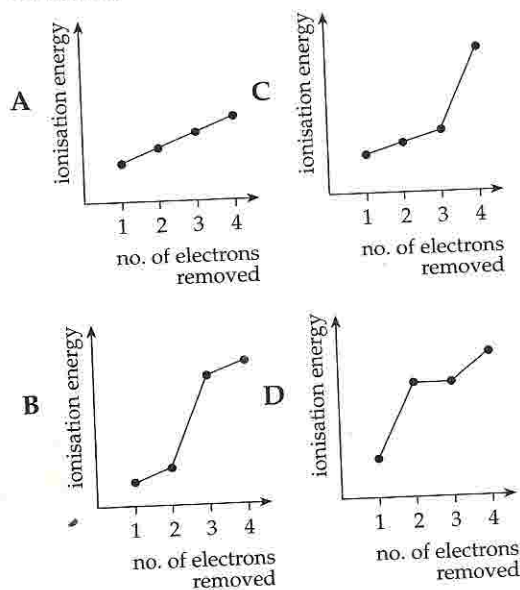 A
ionisation energy
1 2 3 4
no. of electrons
removed
C
ionisation energy
1 2 3 4
no. of electrons
removed
B
ionisation energy
1 2 3 4
no. of electrons
removed
D
ionisation energy
1 2 3 4
no. of electrons
removed